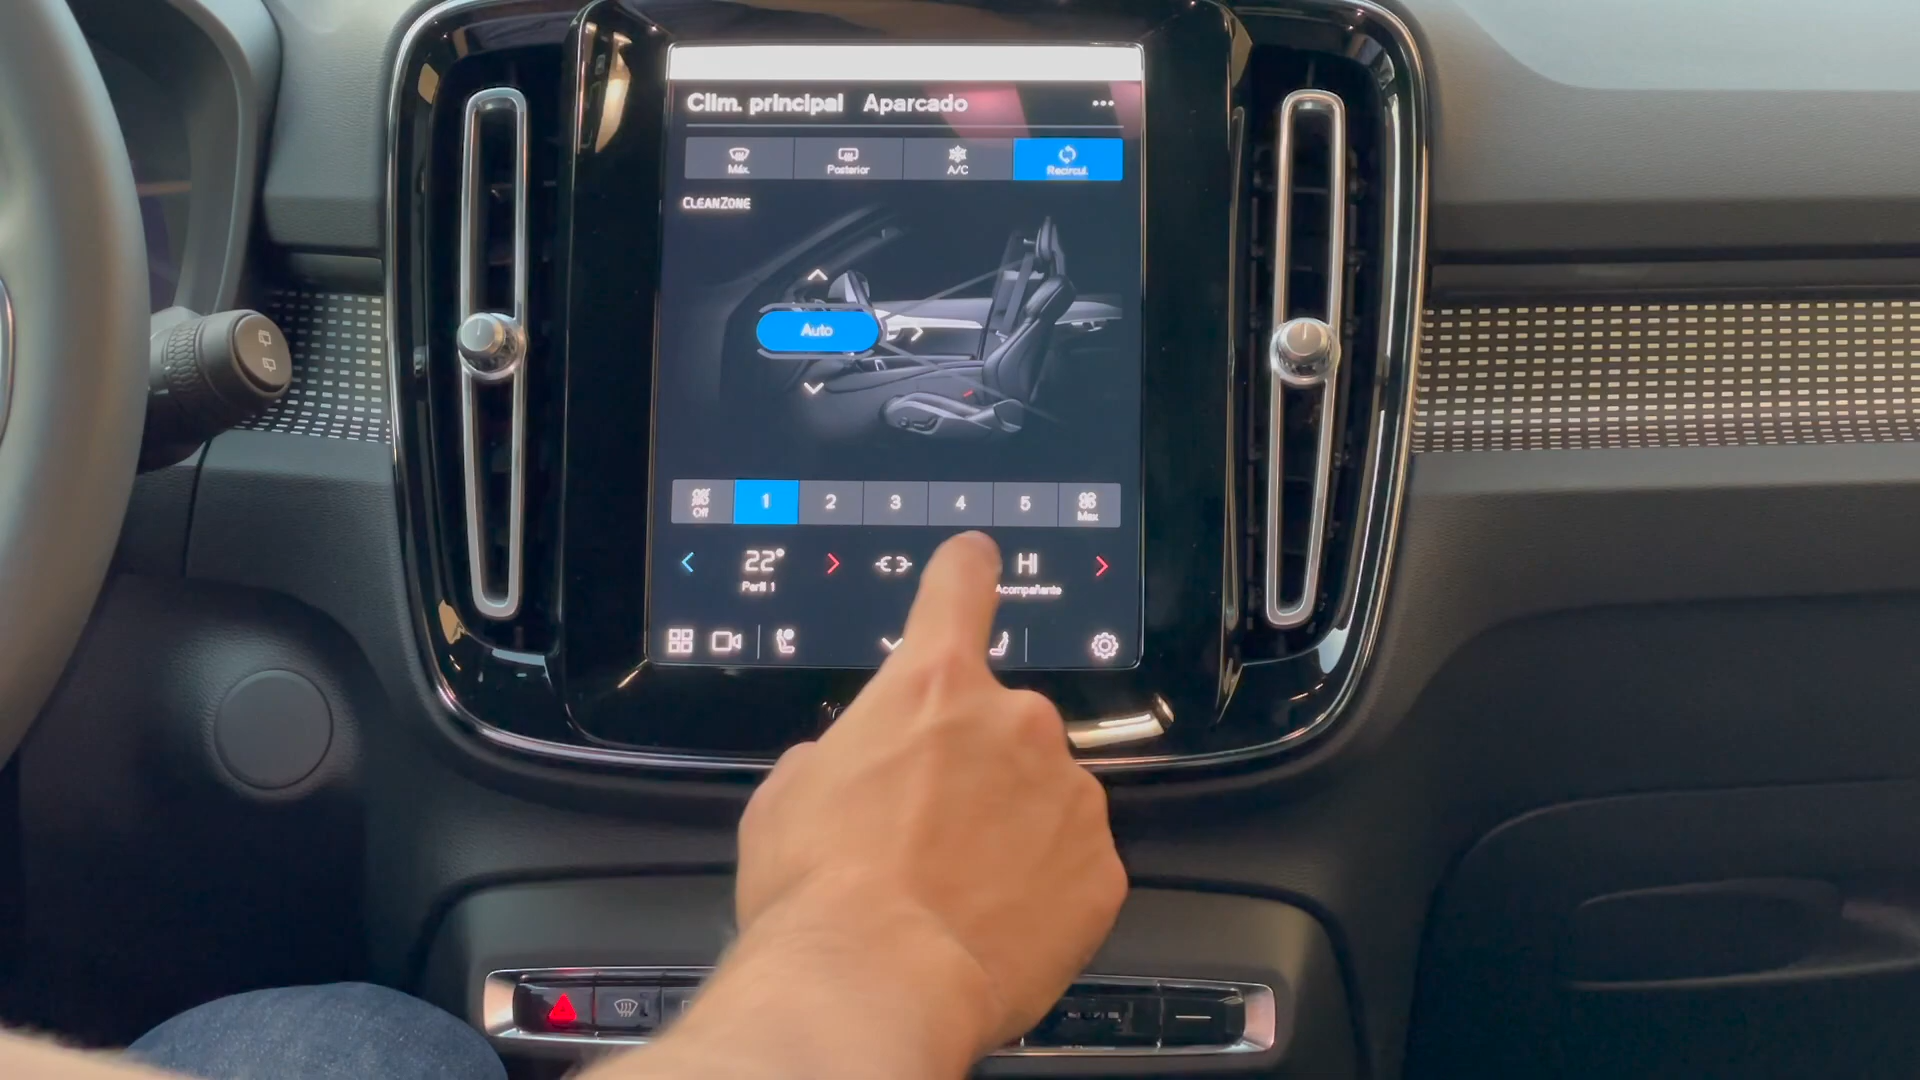 Clim. principal Aparcado
Máx. Posterior A/C Recircul.
CLEANZONE
Auto
Off 1 2 3 4 5 Max
22° HI
Perfil 1 Acompañante